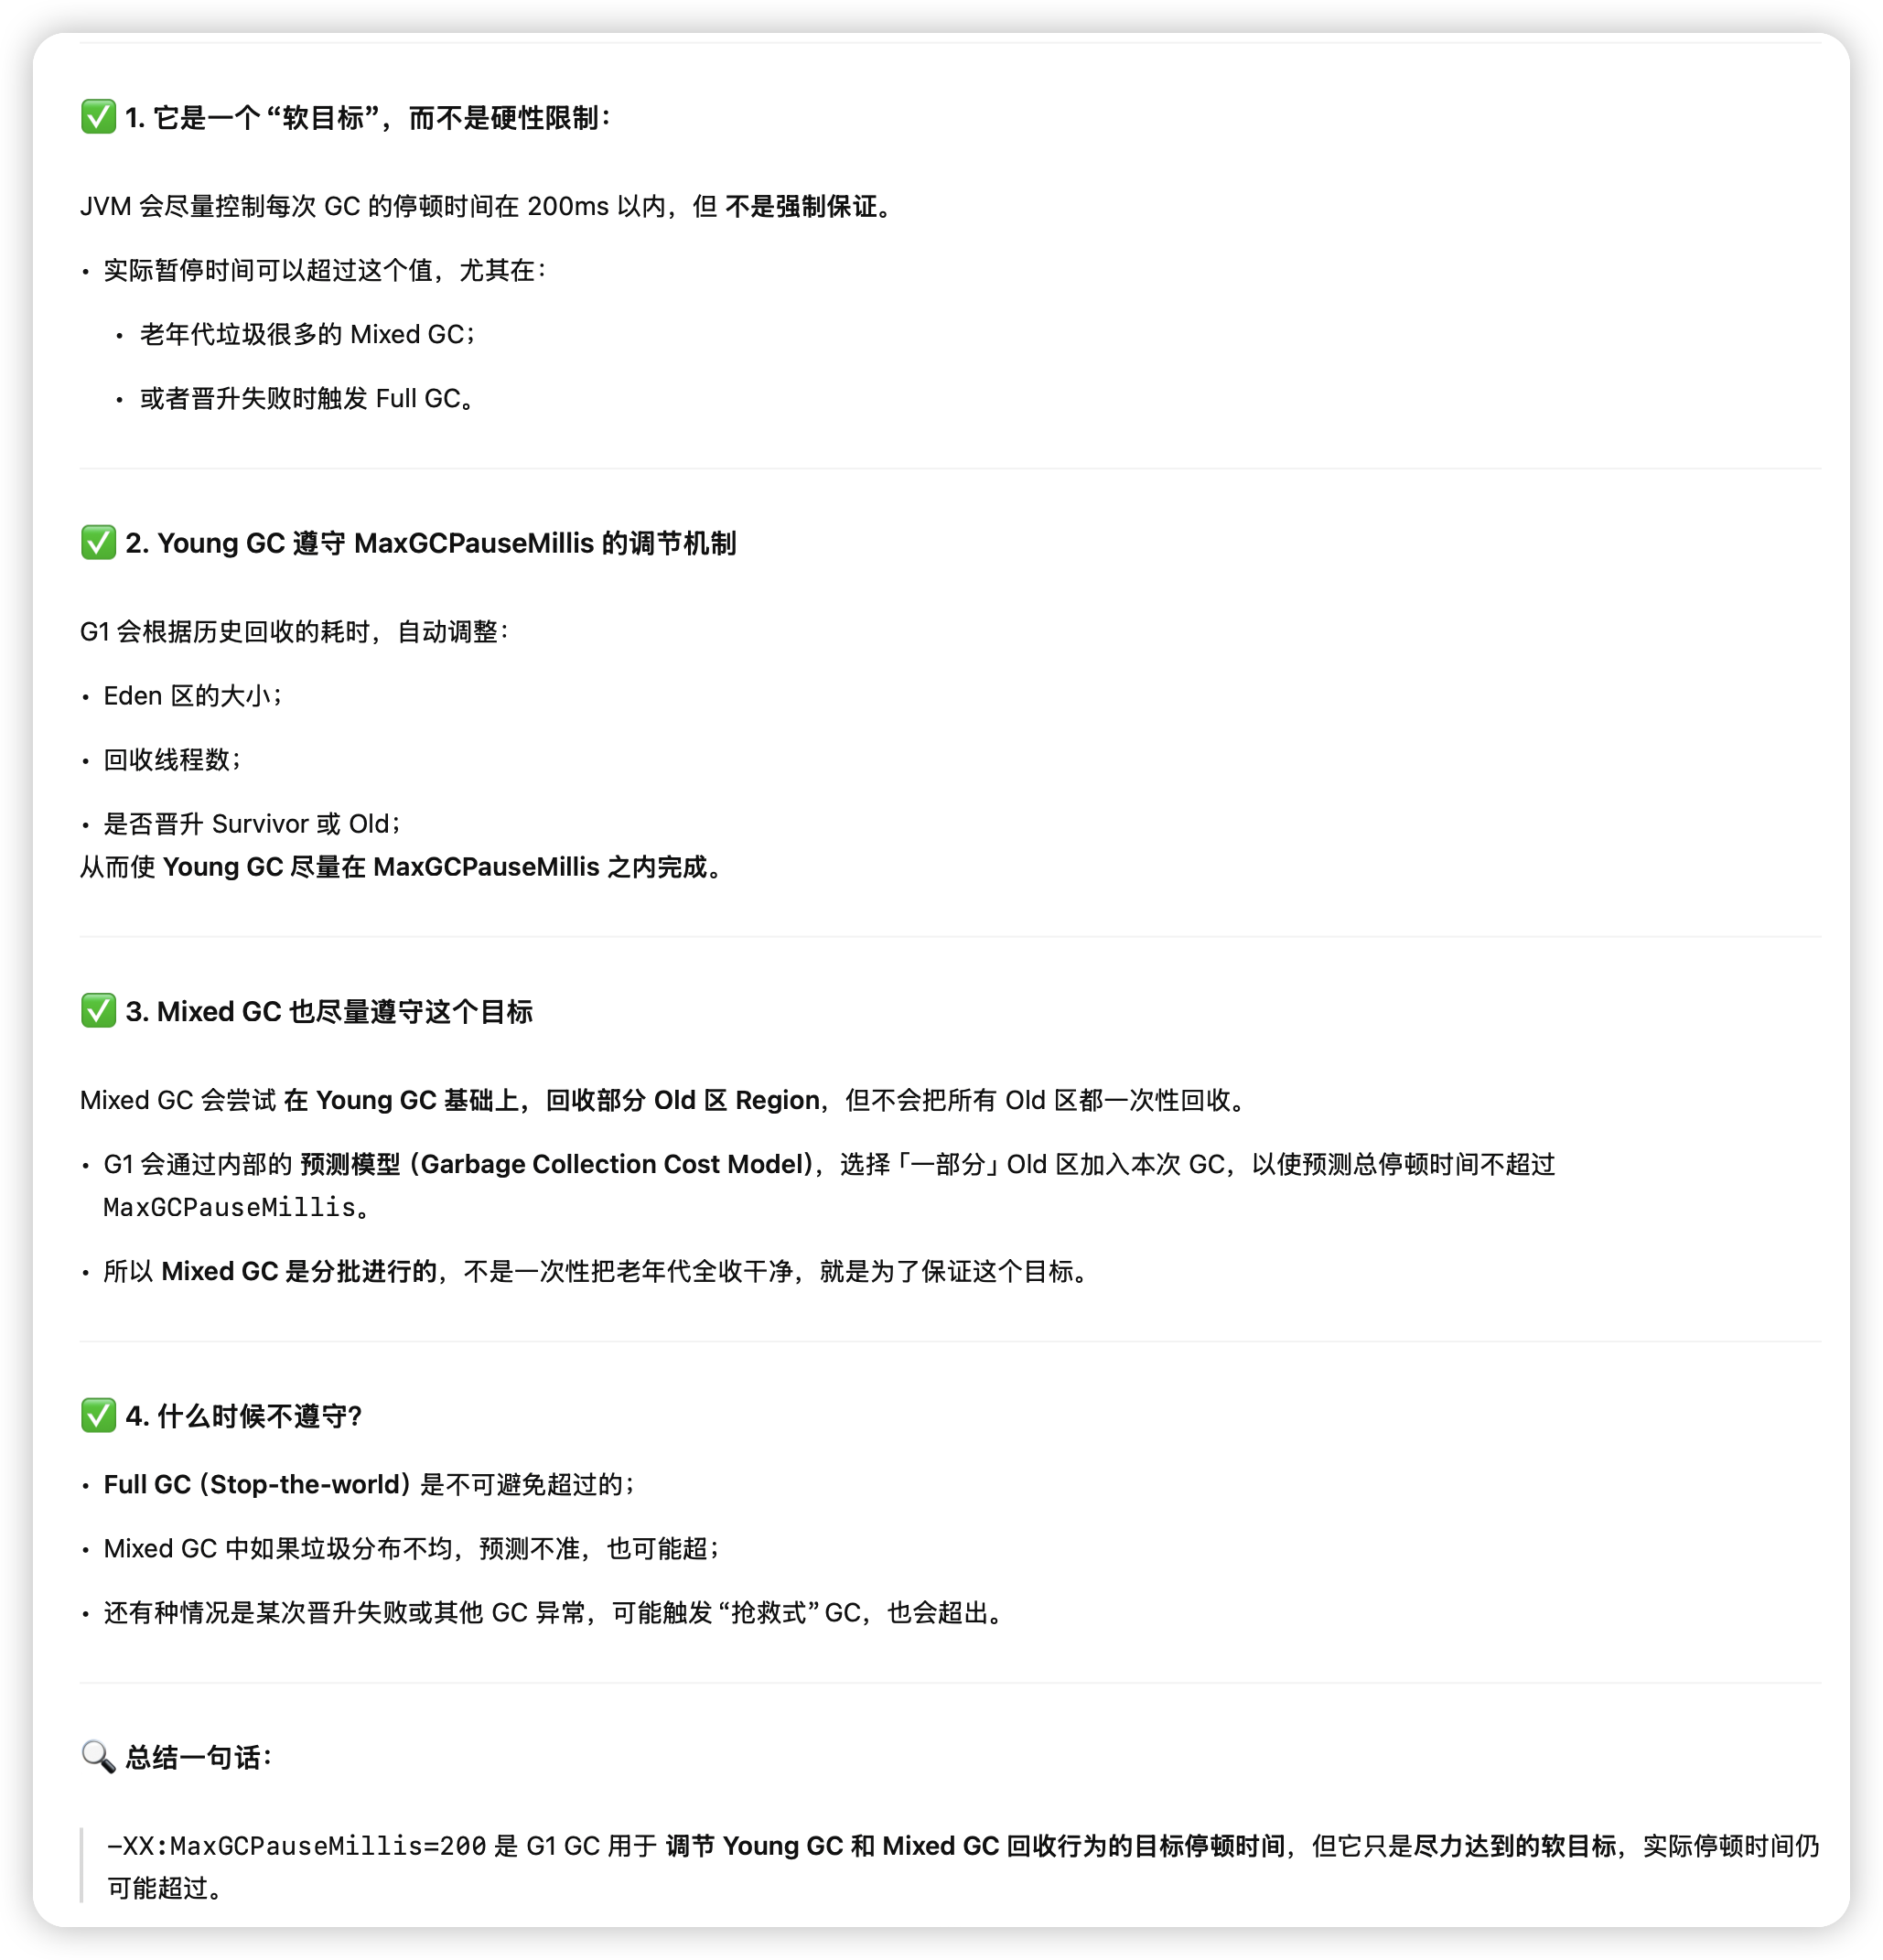 ✅ 1. 它是一个 “软目标”，而不是硬性限制：
JVM 会尽量控制每次 GC 的停顿时间在 200ms 以内，但 不是强制保证。
• 实际暂停时间可以超过这个值，尤其在：
• 老年代垃圾很多的 Mixed GC；
• 或者晋升失败时触发 Full GC。
✅ 2. Young GC 遵守 MaxGCPauseMillis 的调节机制
G1 会根据历史回收的耗时，自动调整：
• Eden 区的大小；
• 回收线程数；
• 是否晋升 Survivor 或 Old；
从而使 Young GC 尽量在 MaxGCPauseMillis 之内完成。
✅ 3. Mixed GC 也尽量遵守这个目标
Mixed GC 会尝试 在 Young GC 基础上，回收部分 Old 区 Region，但不会把所有 Old 区都一次性回收。
• G1 会通过内部的 预测模型（Garbage Collection Cost Model），选择「一部分」Old 区加入本次 GC，以使预测总停顿时间不超过
MaxGCPauseMillis。
• 所以 Mixed GC 是分批进行的，不是一次性把老年代全收干净，就是为了保证这个目标。
✅ 4. 什么时候不遵守？
• Full GC（Stop-the-world）是不可避免超过的；
• Mixed GC 中如果垃圾分布不均，预测不准，也可能超；
• 还有种情况是某次晋升失败或其他 GC 异常，可能触发 “抢救式” GC，也会超出。
🔍 总结一句话：
–XX:MaxGCPauseMillis=200 是 G1 GC 用于 调节 Young GC 和 Mixed GC 回收行为的目标停顿时间，但它只是尽力达到的软目标，实际停顿时间仍
可能超过。